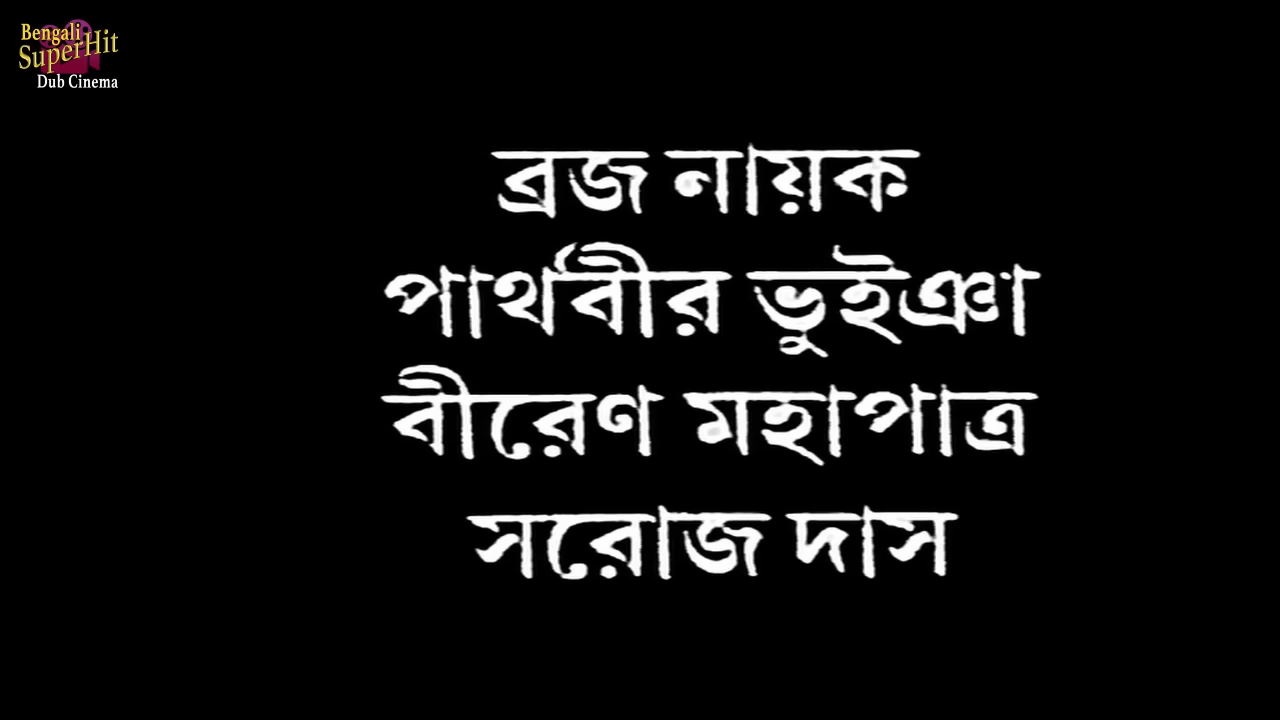 Bengali
SuperHit
Dub Cinema
ব্রজ নায়ক
পার্থবীর ভুইঞা
বীরেণ মহাপাত্র
সরোজ দাস